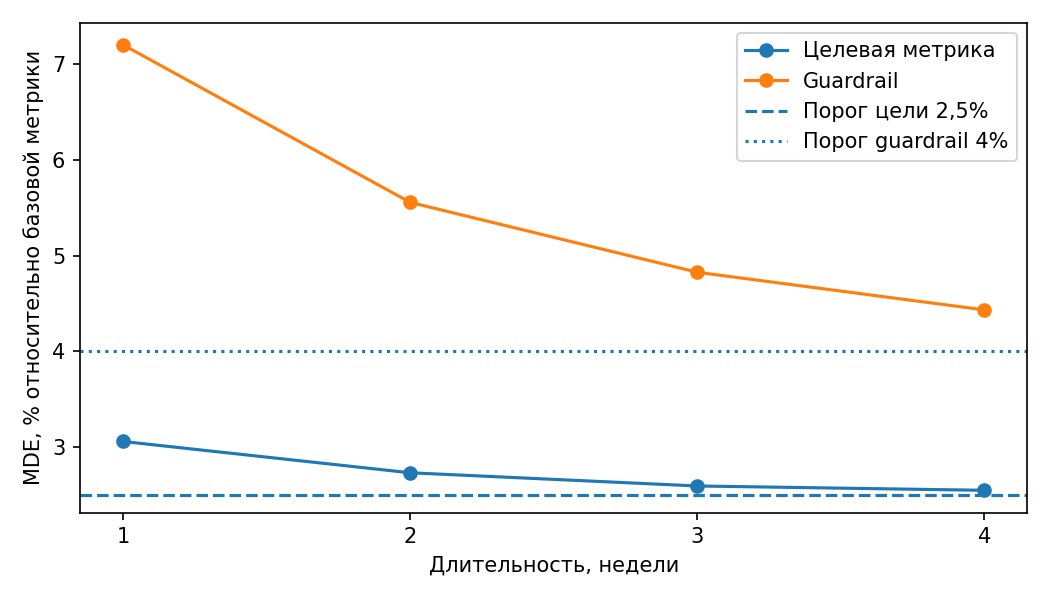 MDE, % относительно базовой метрики
7
6
5
4
3
1
2
3
4
Длительность, недели
Целевая метрика
Guardrail
Порог цели 2,5%
Порог guardrail 4%